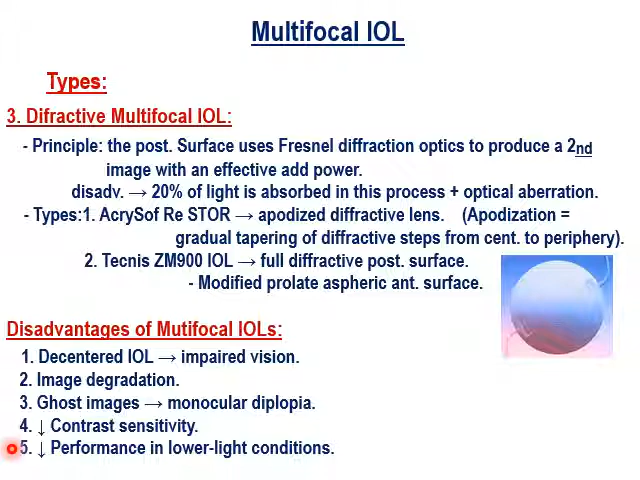 Multifocal IOL
Types:
3. Difractive Multifocal IOL:
- Principle: the post. Surface uses Fresnel diffraction optics to produce a 2nd
image with an effective add power.
disadv. → 20% of light is absorbed in this process + optical aberration.
- Types:1. AcrySof Re STOR → apodized diffractive lens. (Apodization =
gradual tapering of diffractive steps from cent. to periphery).
2. Tecnis ZM900 IOL → full diffractive post. surface.
- Modified prolate aspheric ant. surface.
Disadvantages of Mutifocal IOLs:
1. Decentered IOL → impaired vision.
2. Image degradation.
3. Ghost images → monocular diplopia.
4. ↓ Contrast sensitivity.
5. ↓ Performance in lower-light conditions.